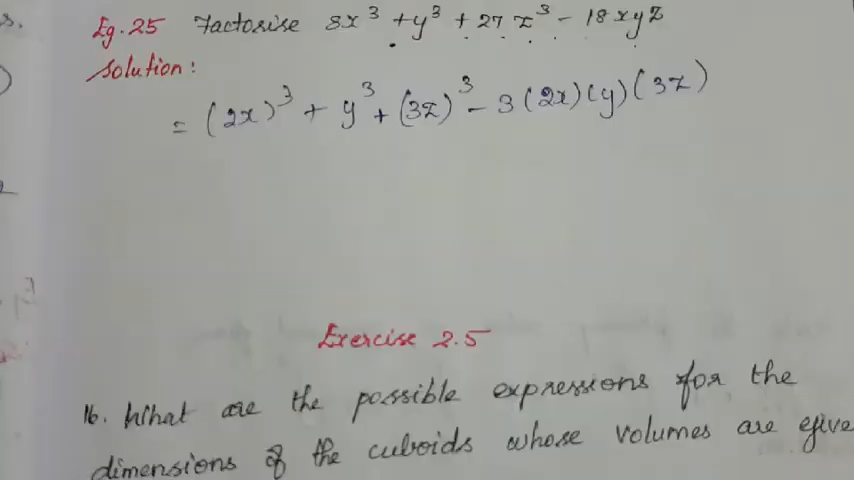 s.
Eg.25 Factorise 8x³ + y³ + 27z³ - 18xyz
Solution:
= (2x)³ + y³ + (3z)³ - 3(2x)(y)(3z)
Exercise 2.5
16. What are the possible expressions for the
dimensions of the cuboids whose volumes are give